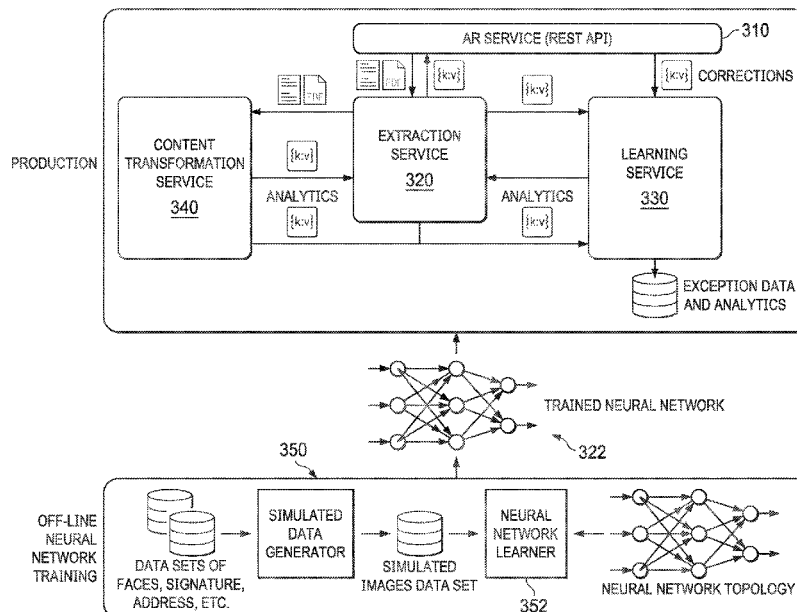 AR SERVICE (REST API)
310
{k:v}
{k:v}
{k:v}
CORRECTIONS
PDF
PDF
PRODUCTION
CONTENT
TRANSFORMATION
SERVICE
340
{k:v}
ANALYTICS
{k:v}
EXTRACTION
SERVICE
320
ANALYTICS
{k:v}
LEARNING
SERVICE
330
EXCEPTION DATA
AND ANALYTICS
TRAINED NEURAL NETWORK
322
350
OFF-LINE
NEURAL
NETWORK
TRAINING
DATA SETS OF
FACES, SIGNATURE,
ADDRESS, ETC.
SIMULATED
DATA
GENERATOR
SIMULATED
IMAGES DATA SET
NEURAL
NETWORK
LEARNER
352
NEURAL NETWORK TOPOLOGY